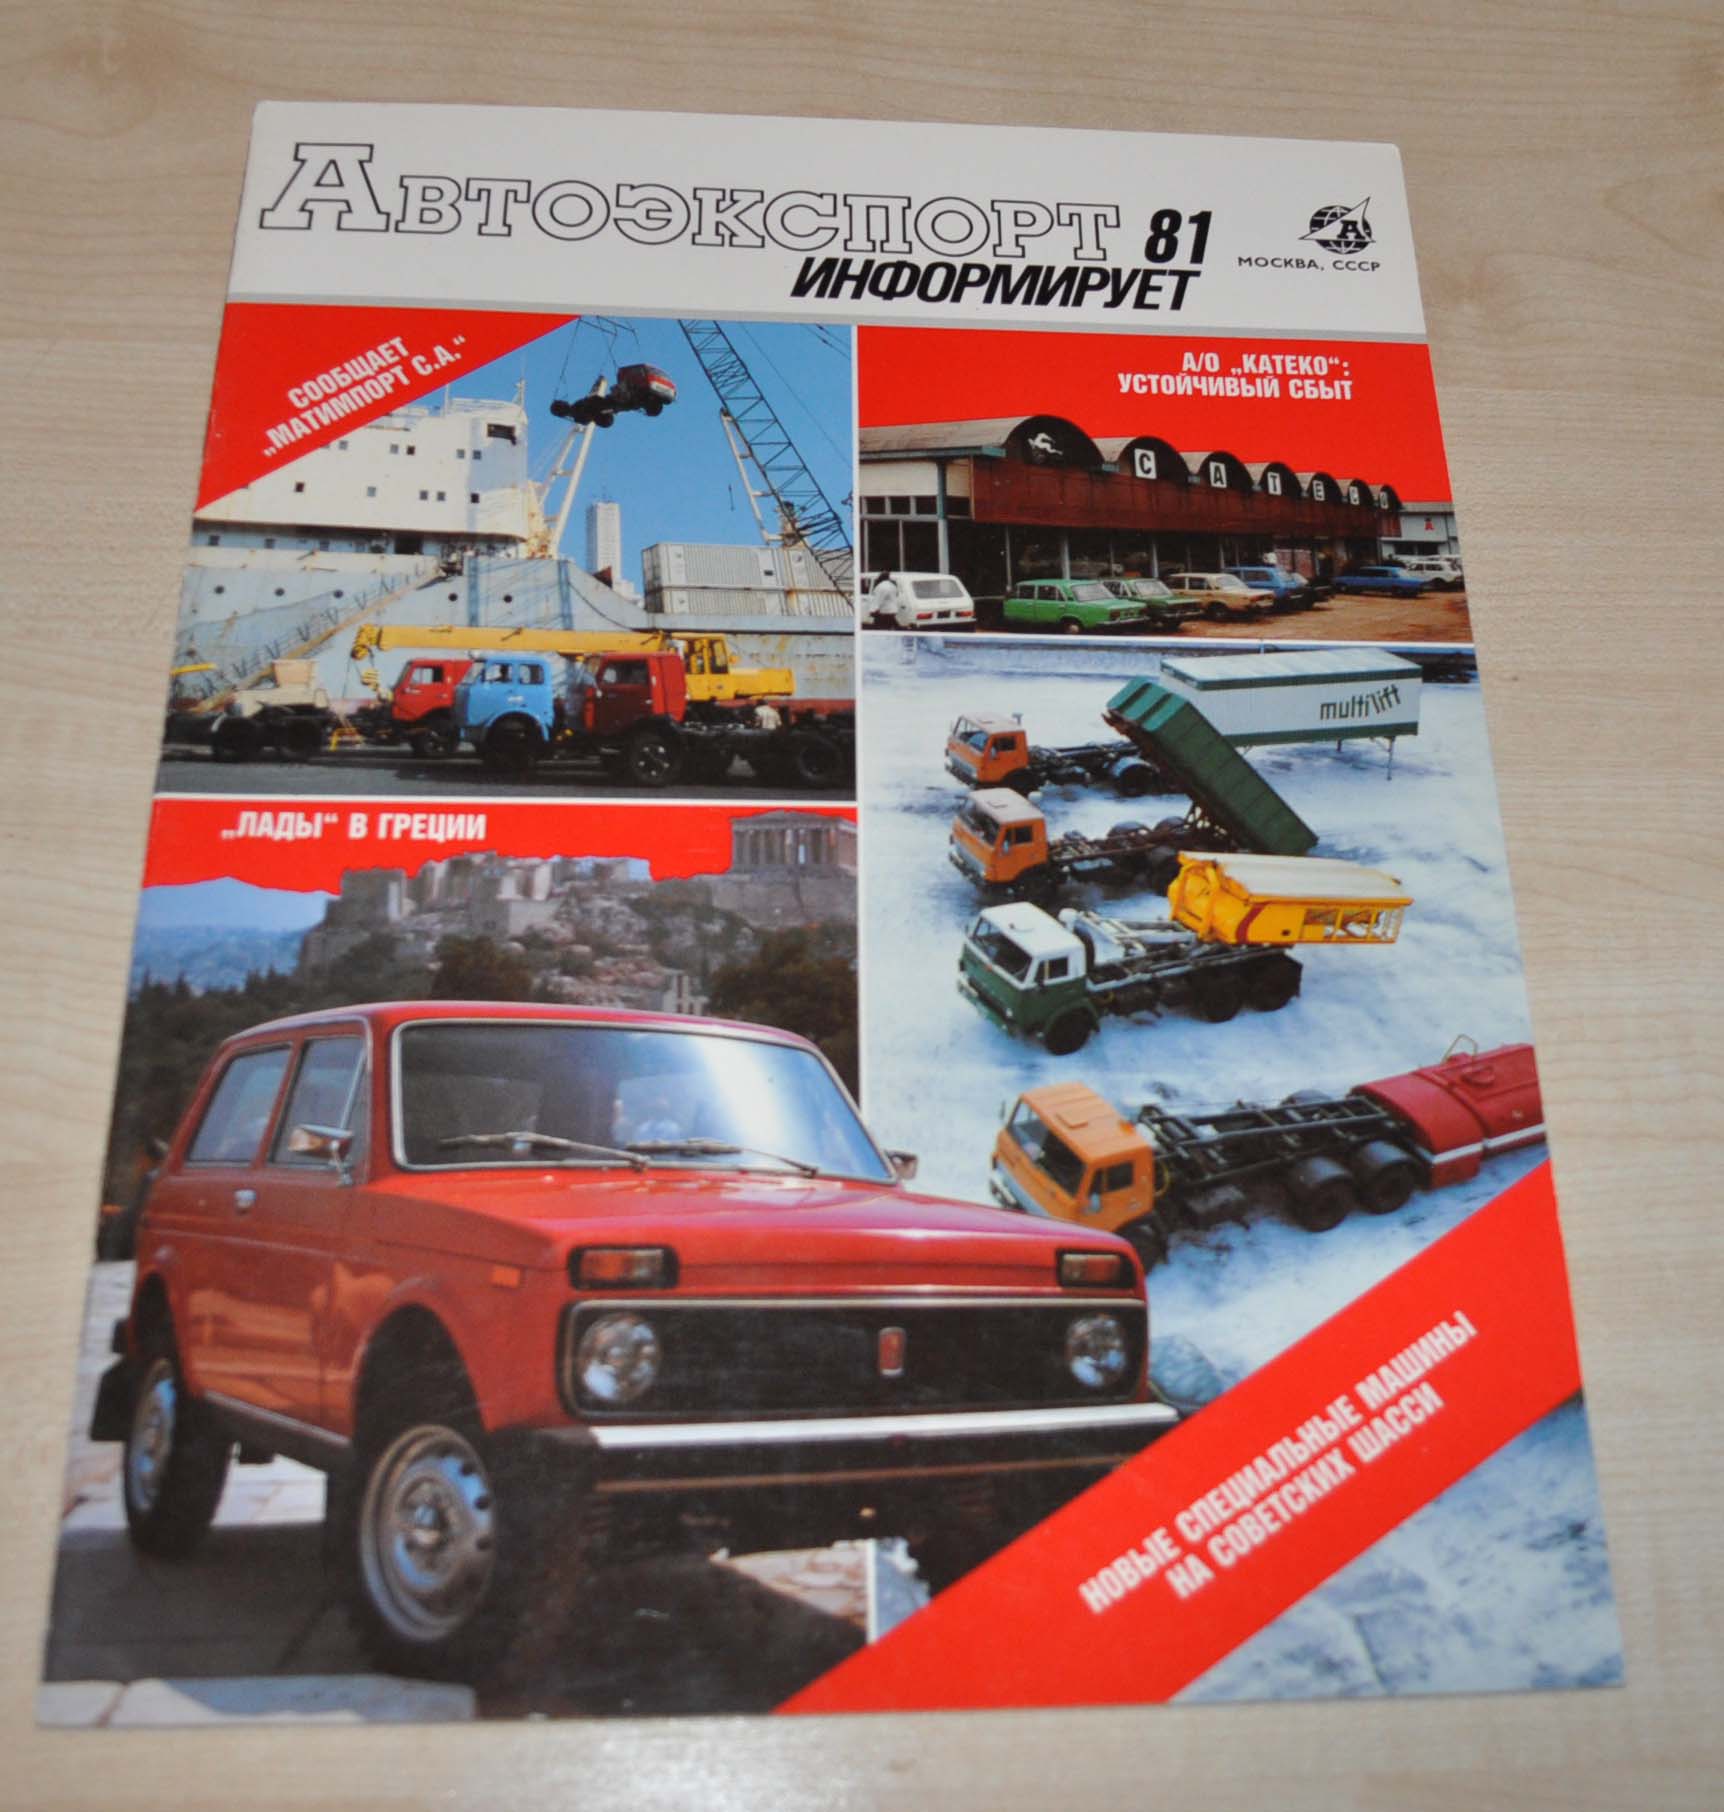 Автоэкспорт 81
ИНФОРМИРУЕТ
А
МОСКВА, СССР
СООБЩАЕТ
„МАТИМПОРТ С.А.“
А/О „КАТЕКО“:
УСТОЙЧИВЫЙ СБЫТ
CATECO
multilift
„ЛАДЫ“ В ГРЕЦИИ
НОВЫЕ СПЕЦИАЛЬНЫЕ МАШИНЫ
НА СОВЕТСКИХ ШАССИ